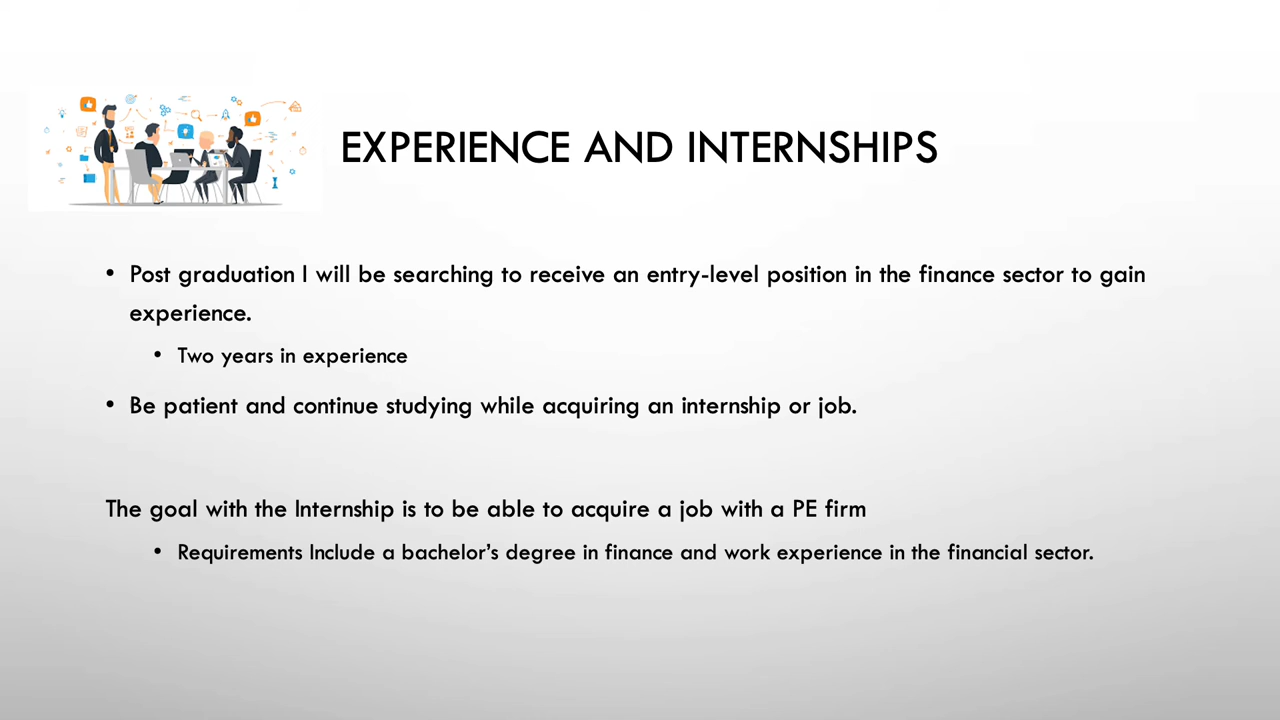 EXPERIENCE AND INTERNSHIPS
• Post graduation I will be searching to receive an entry-level position in the finance sector to gain
experience.
• Two years in experience
• Be patient and continue studying while acquiring an internship or job.
The goal with the Internship is to be able to acquire a job with a PE firm
• Requirements Include a bachelor’s degree in finance and work experience in the financial sector.